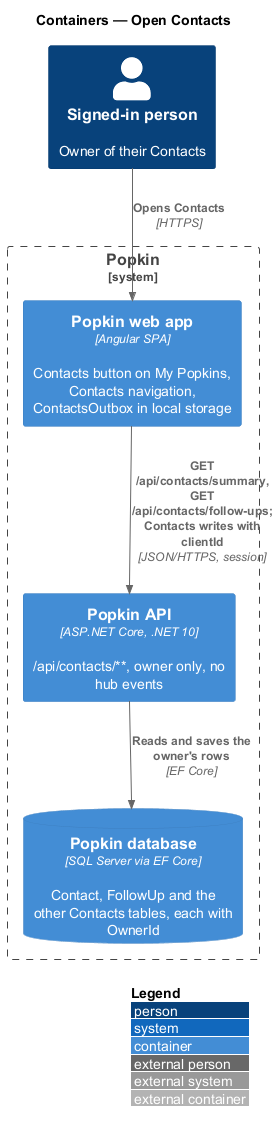 Containers — Open Contacts
Signed-in person
Owner of their Contacts
Opens Contacts
[HTTPS]
Popkin
[system]
Popkin web app
[Angular SPA]
Contacts button on My Popkins,
Contacts navigation,
ContactsOutbox in local storage
GET
/api/contacts/summary,
GET
/api/contacts/follow-ups;
Contacts writes with
clientId
[JSON/HTTPS, session]
Popkin API
[ASP.NET Core, .NET 10]
/api/contacts/**, owner only, no
hub events
Reads and saves the
owner's rows
[EF Core]
Popkin database
[SQL Server via EF Core]
Contact, FollowUp and the
other Contacts tables, each with
OwnerId
Legend
person
system
container
external person
external system
external container